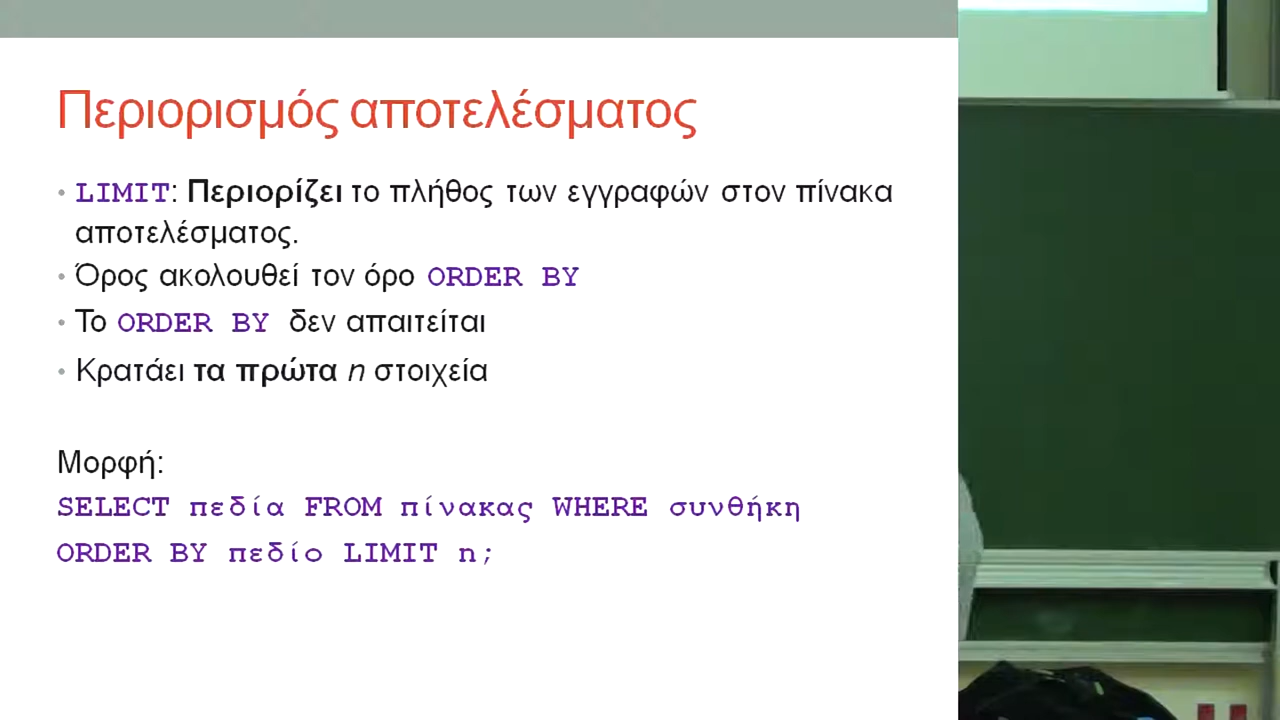 Περιορισμός αποτελέσματος
• LIMIT: Περιορίζει το πλήθος των εγγραφών στον πίνακα
αποτελέσματος.
• Όρος ακολουθεί τον όρο ORDER BY
• Το ORDER BY δεν απαιτείται
• Κρατάει τα πρώτα n στοιχεία
Μορφή:
SELECT πεδία FROM πίνακας WHERE συνθήκη
ORDER BY πεδίο LIMIT n;